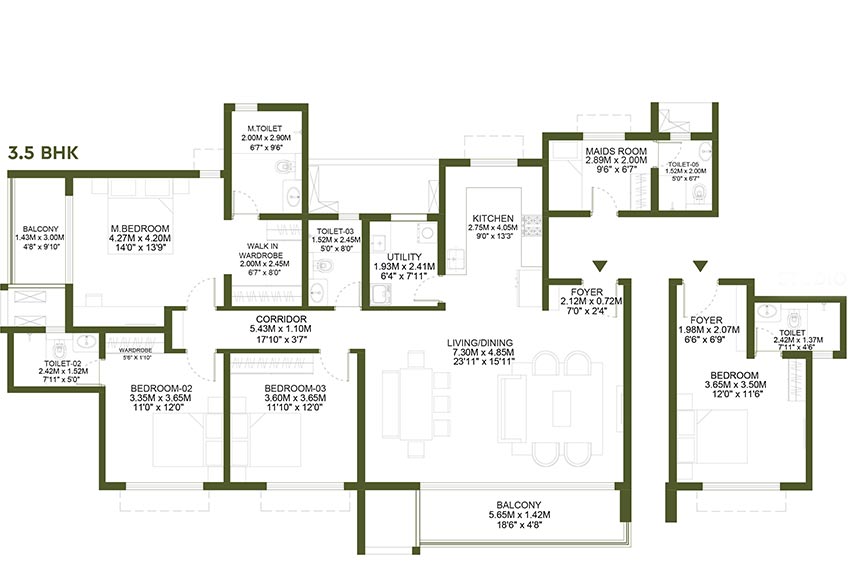 3.5 BHK
M.TOILET
2.00M x 2.90M
6'7" x 9'6"
MAIDS ROOM
2.89M x 2.00M
9'6" x 6'7"
TOILET-05
1.52M x 2.00M
5'0" x 6'7"
BALCONY
1.43M x 3.00M
4'8" x 9'10"
M.BEDROOM
4.27M x 4.20M
14'0" x 13'9"
WALK IN
WARDROBE
2.00M x 2.45M
6'7" x 8'0"
TOILET-03
1.52M x 2.45M
5'0" x 8'0"
UTILITY
1.93M x 2.41M
6'4" x 7'11"
KITCHEN
2.75M x 4.05M
9'0" x 13'3"
FOYER
2.12M x 0.72M
7'0" x 2'4"
STUDIO
CORRIDOR
5.43M x 1.10M
17'10" x 3'7"
LIVING/DINING
7.30M x 4.85M
23'11" x 15'11"
FOYER
1.98M x 2.07M
6'6" x 6'9"
TOILET
2.42M x 1.37M
7'11" x 4'6"
TOILET-02
2.42M x 1.52M
7'11" x 5'0"
WARDROBE
5'6" x 1'10"
BEDROOM-02
3.35M x 3.65M
11'0" x 12'0"
BEDROOM-03
3.60M x 3.65M
11'10" x 12'0"
BEDROOM
3.65M x 3.50M
12'0" x 11'6"
BALCONY
5.65M x 1.42M
18'6" x 4'8"